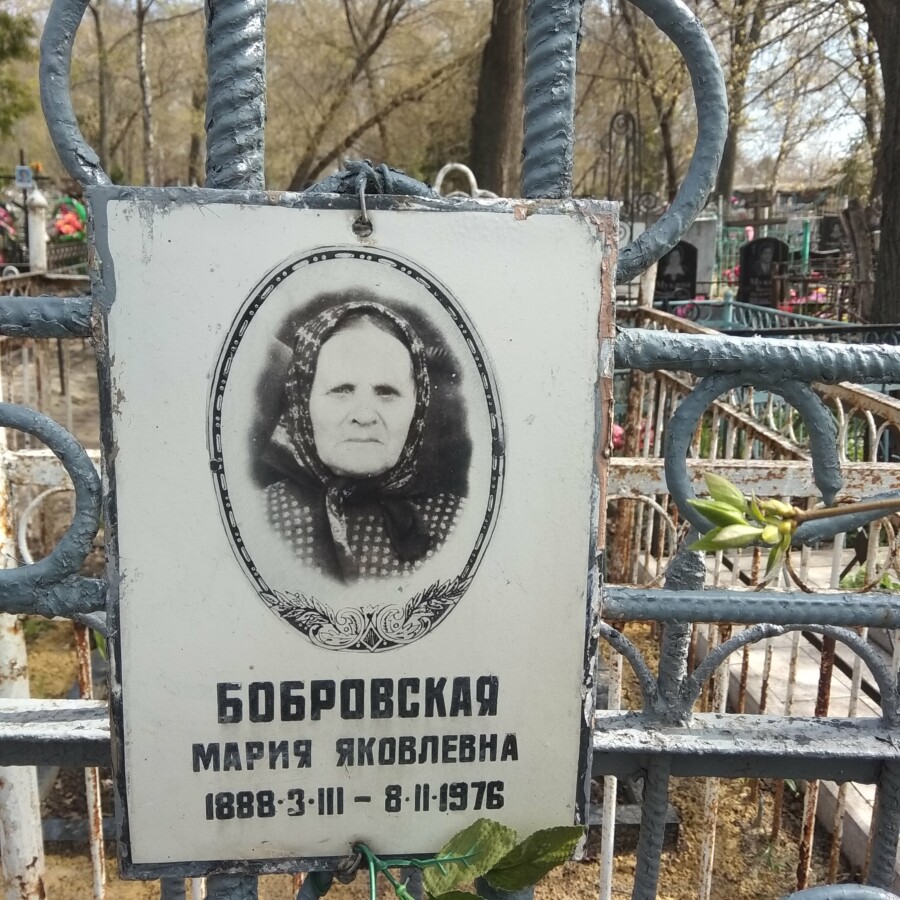 БОБРОВСКАЯ
МАРИЯ ЯКОВЛЕВНА
1888·3·III – 8·II·1976